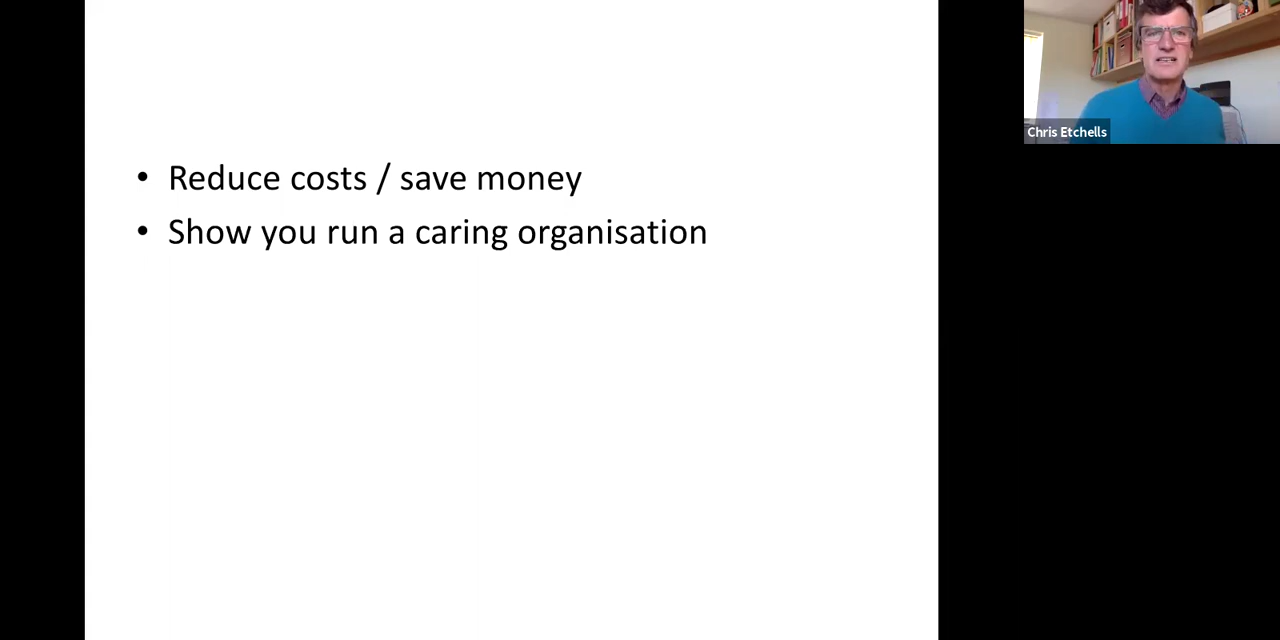 • Reduce costs / save money
• Show you run a caring organisation
Chris Etchells